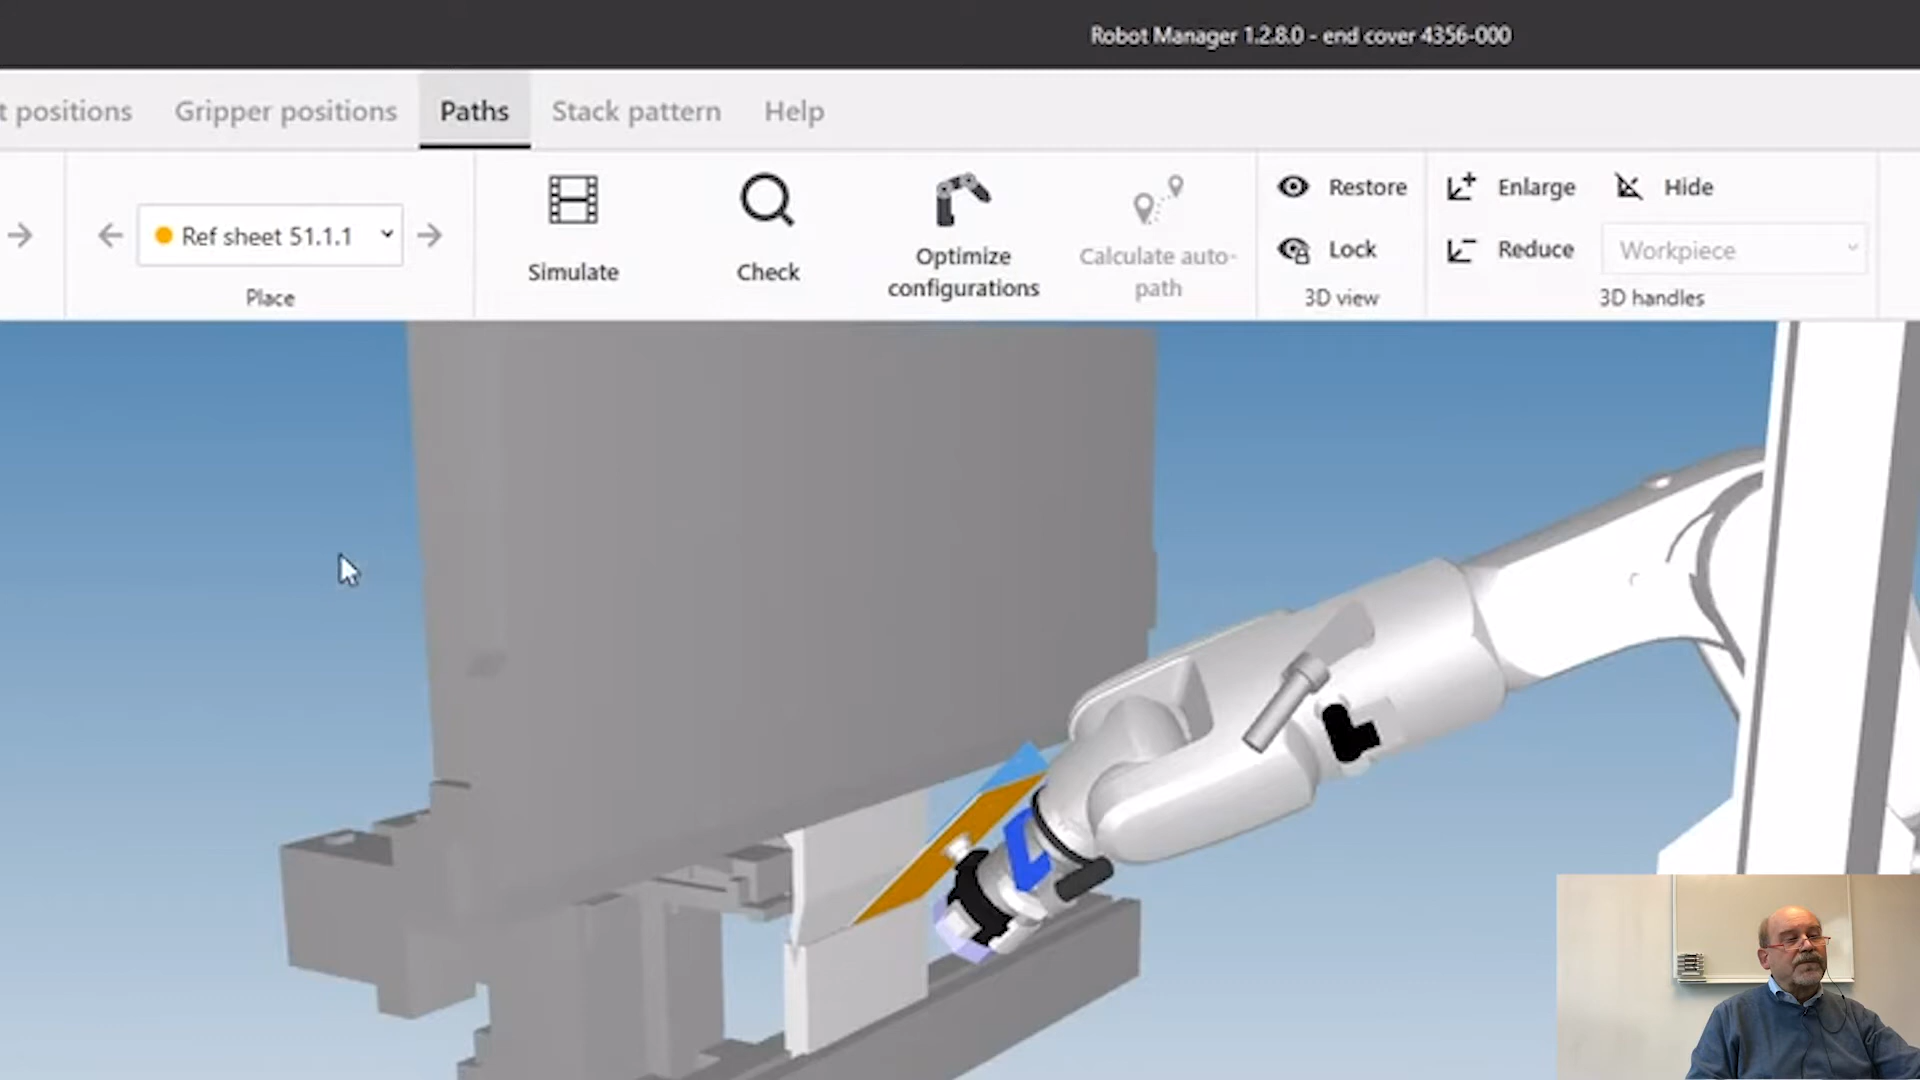 Robot Manager 1.2.8.0 - end cover 4356-000
t positions
Gripper positions
Paths
Stack pattern
Help
Ref sheet 51.1.1
Place
Simulate
Check
Optimize
configurations
Calculate auto-
path
Restore
Lock
3D view
Enlarge
Hide
Reduce
Workpiece
3D handles